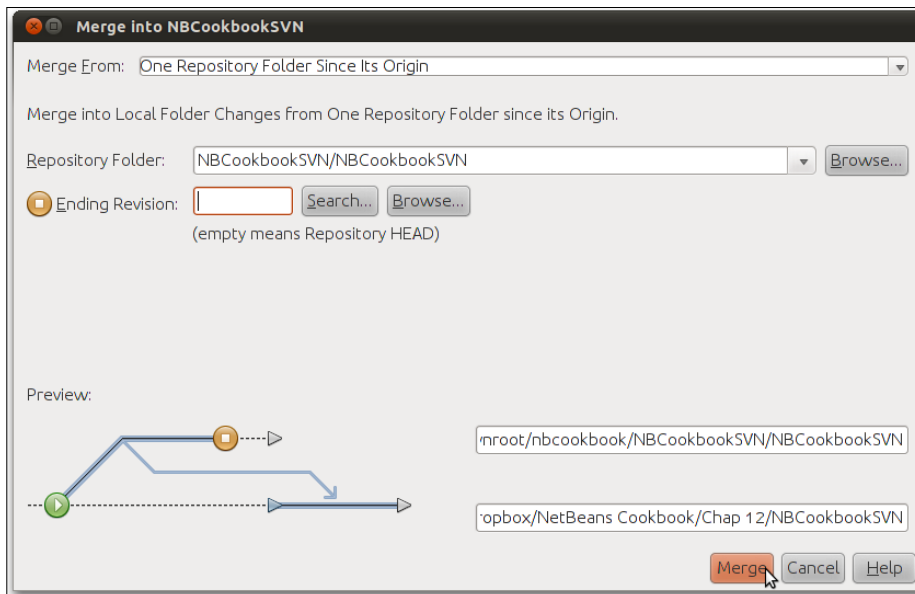 Merge into NBCookbookSVN
Merge From: One Repository Folder Since Its Origin
Merge into Local Folder Changes from One Repository Folder since its Origin.
Repository Folder: NBCookbookSVN/NBCookbookSVN Browse...
Ending Revision: Search... Browse...
(empty means Repository HEAD)
Preview:
nroot/nbcookbook/NBCookbookSVN/NBCookbookSVN
opbox/NetBeans Cookbook/Chap 12/NBCookbookSVN
Merge Cancel Help